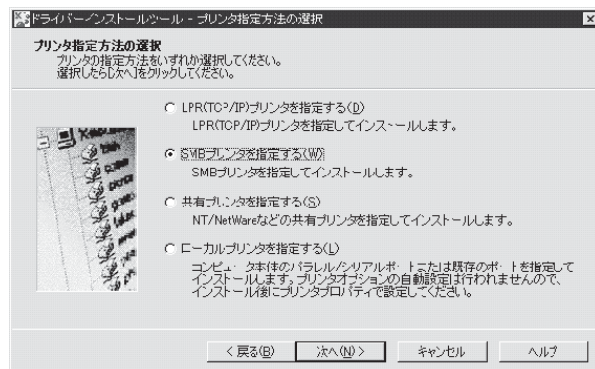 ドライバーインストールツール - プリンタ指定方法の選択
プリンタ指定方法の選択
プリンタの指定方法をいずれか選択してください。
選択したら[次へ]をクリックしてください。
LPR(TCP/IP)プリンタを指定する(D)
LPR(TCP/IP)プリンタを指定してインストールします。
SMBプリンタを指定する(W)
SMBプリンタを指定してインストールします。
共有プリンタを指定する(S)
NT/NetWareなどの共有プリンタを指定してインストールします。
ローカルプリンタを指定する(L)
コンピュータ本体のパラレル/シリアルポートまたは既存のポートを指定して
インストールします。プリンタオプションの自動設定は行われませんので、
インストール後にプリンタプロパティで設定してください。
< 戻る(B)
次へ(N) >
キャンセル
ヘルプ